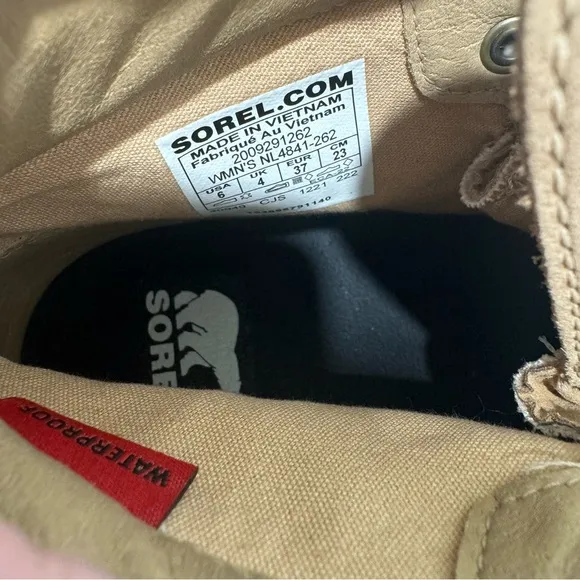 SOREL.COM
MADE IN VIETNAM
Fabriqué Au Vietnam
2009291262
WMN'S NL4841-262
USA UK EUR CM
6 4 37 23
CJS 1221 222
SOREL
WATERPROOF